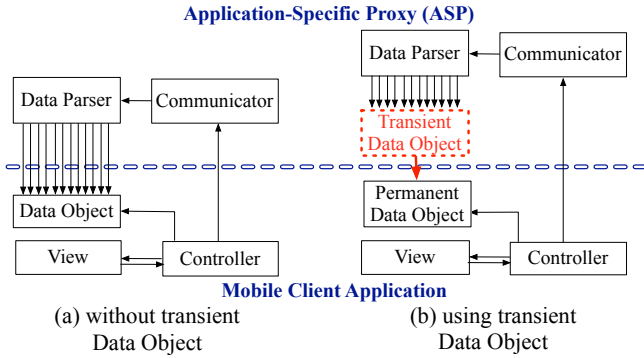 Application-Specific Proxy (ASP)
Data Parser
Communicator
Data Object
View
Controller
(a) without transient
Data Object
Data Parser
Communicator
Transient
Data Object
Permanent
Data Object
View
Controller
Mobile Client Application
(b) using transient
Data Object